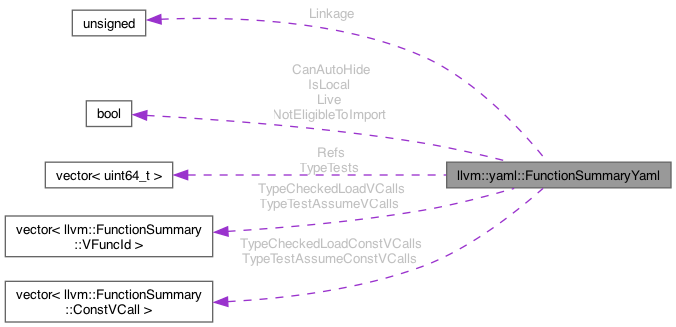 Linkage
unsigned
CanAutoHide
IsLocal
Live
NotEligibleToImport
bool
Refs
TypeTests
vector< uint64_t >
llvm::yaml::FunctionSummaryYaml
TypeCheckedLoadVCalls
TypeTestAssumeVCalls
vector< llvm::FunctionSummary
::VFuncId >
TypeCheckedLoadConstVCalls
TypeTestAssumeConstVCalls
vector< llvm::FunctionSummary
::ConstVCall >